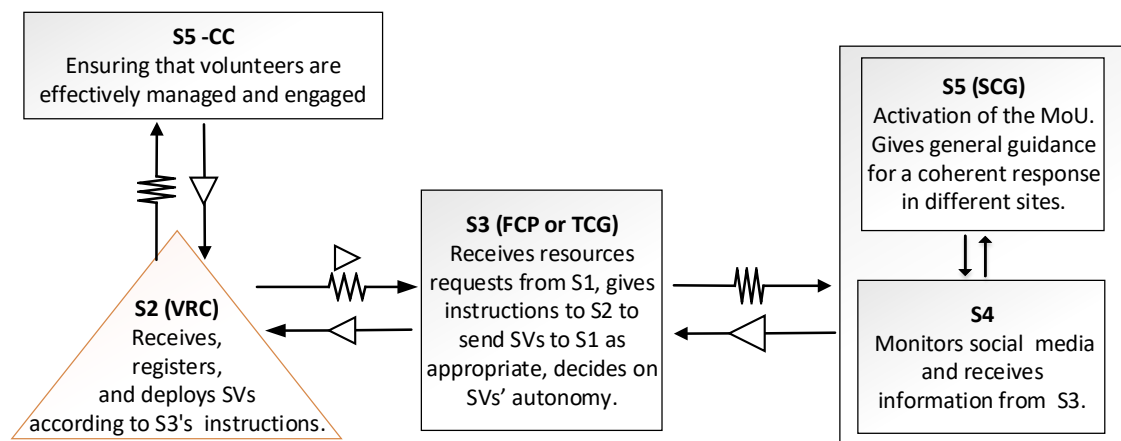 S5 -CC
Ensuring that volunteers are
effectively managed and engaged
S2 (VRC)
Receives,
registers,
and deploys SVs
according to S3's instructions.
S3 (FCP or TCG)
Receives resources
requests from S1, gives
instructions to S2 to
send SVs to S1 as
appropriate, decides on
SVs’ autonomy.
S5 (SCG)
Activation of the MoU.
Gives general guidance
for a coherent response
in different sites.
S4
Monitors social media
and receives
information from S3.